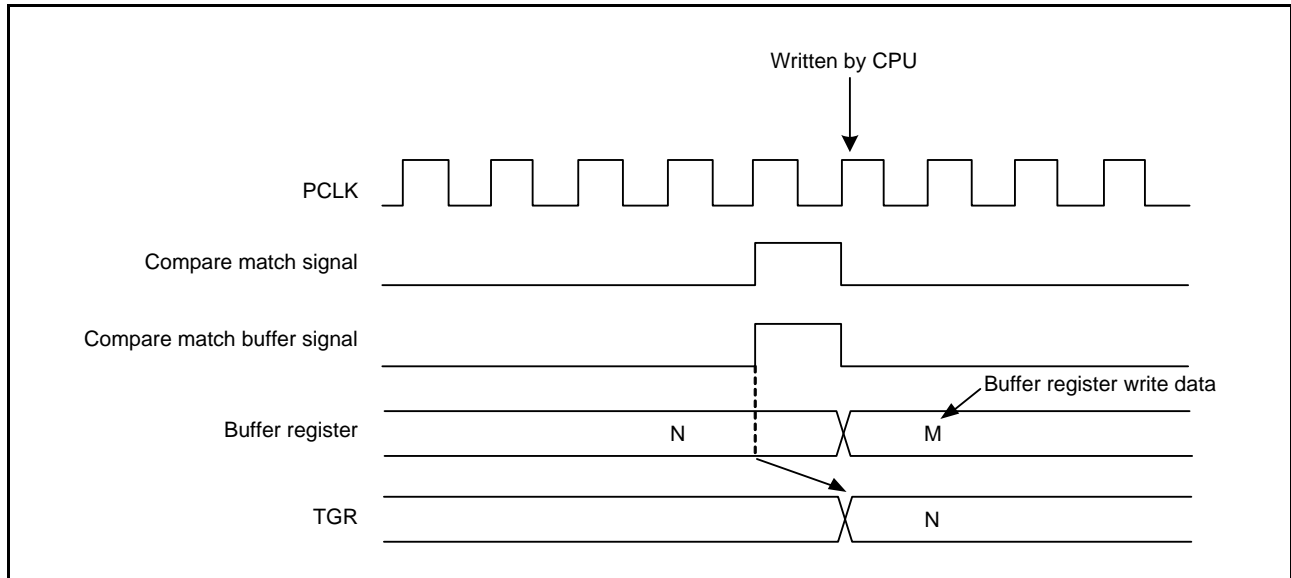 Written by CPU
PCLK
Compare match signal
Compare match buffer signal
Buffer register write data
Buffer register
N
M
TGR
N